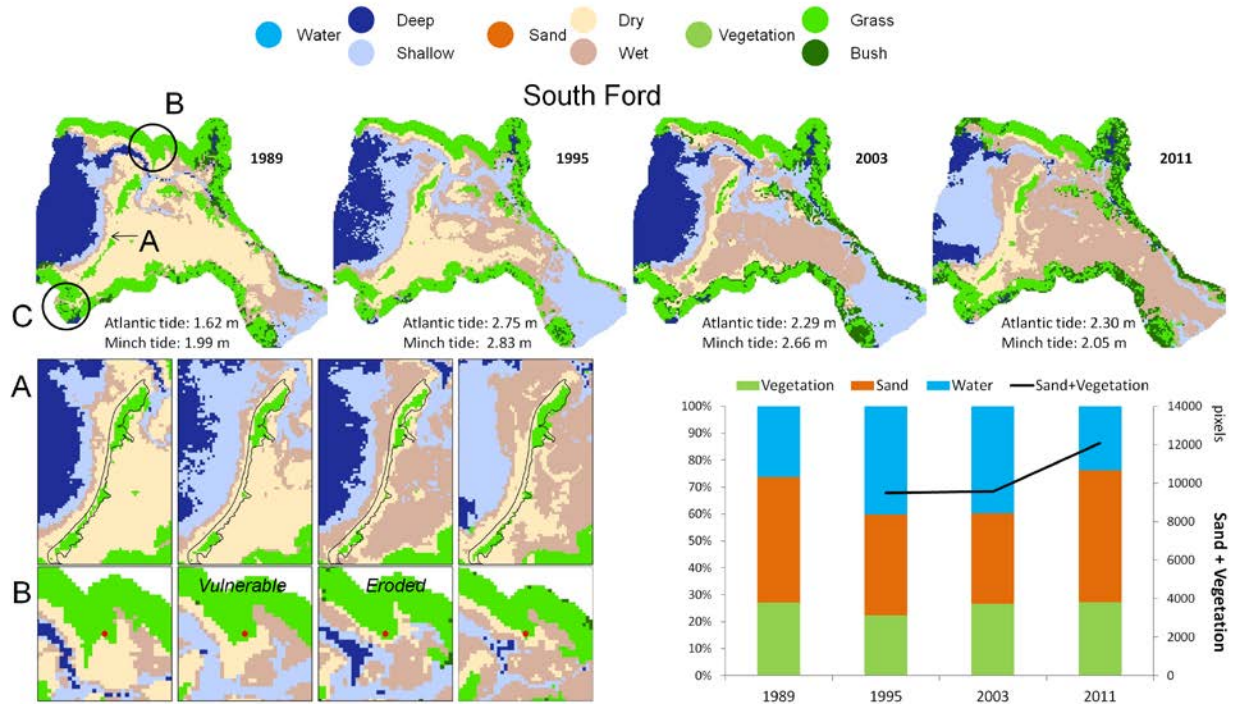 Water
Deep
Shallow
Sand
Dry
Wet
Vegetation
Grass
Bush
South Ford
B
1989
1995
2003
2011
A
C
Atlantic tide: 1.62 m
Minch tide: 1.99 m
Atlantic tide: 2.75 m
Minch tide: 2.83 m
Atlantic tide: 2.29 m
Minch tide: 2.66 m
Atlantic tide: 2.30 m
Minch tide: 2.05 m
A
B
Vulnerable
Eroded
Vegetation Sand Water Sand+Vegetation
100%
90%
80%
70%
60%
50%
40%
30%
20%
10%
0%
14000
12000
10000
8000
6000
4000
2000
0
pixels
Sand + Vegetation
1989 1995 2003 2011